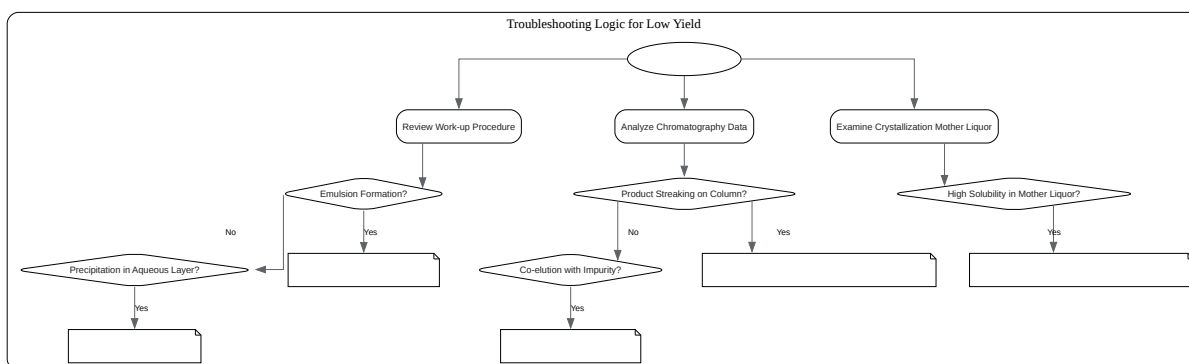 Troubleshooting Logic for Low Yield
Review Work-up Procedure
Analyze Chromatography Data
Examine Crystallization Mother Liquor
Emulsion Formation?
Product Streaking on Column?
High Solubility in Mother Liquor?
No
Yes
No
Yes
Yes
Precipitation in Aqueous Layer?
Co-elution with Impurity?
Yes
Yes